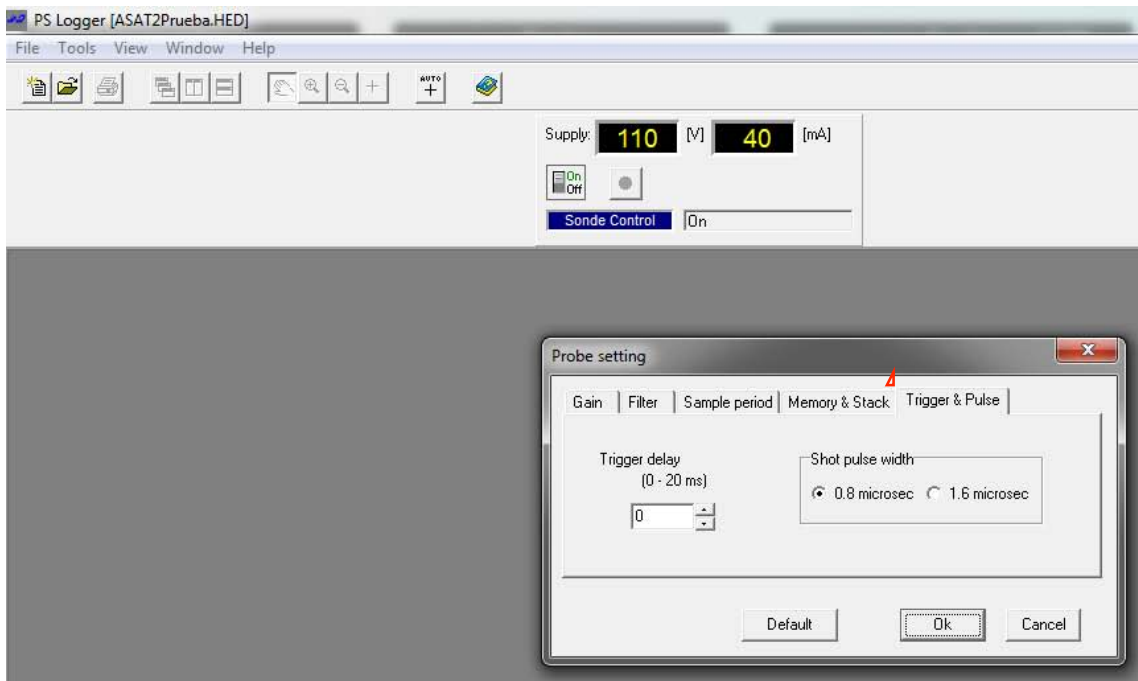 PS Logger [ASAT2Prueba.HED]
File Tools View Window Help
AUTO
Supply: 110 [V] 40 [mA]
On
Off
Sonde Control On
Probe setting
Gain Filter Sample period Memory & Stack Trigger & Pulse
Trigger delay
(0 - 20 ms)
0
Shot pulse width
0.8 microsec 1.6 microsec
Default Ok Cancel